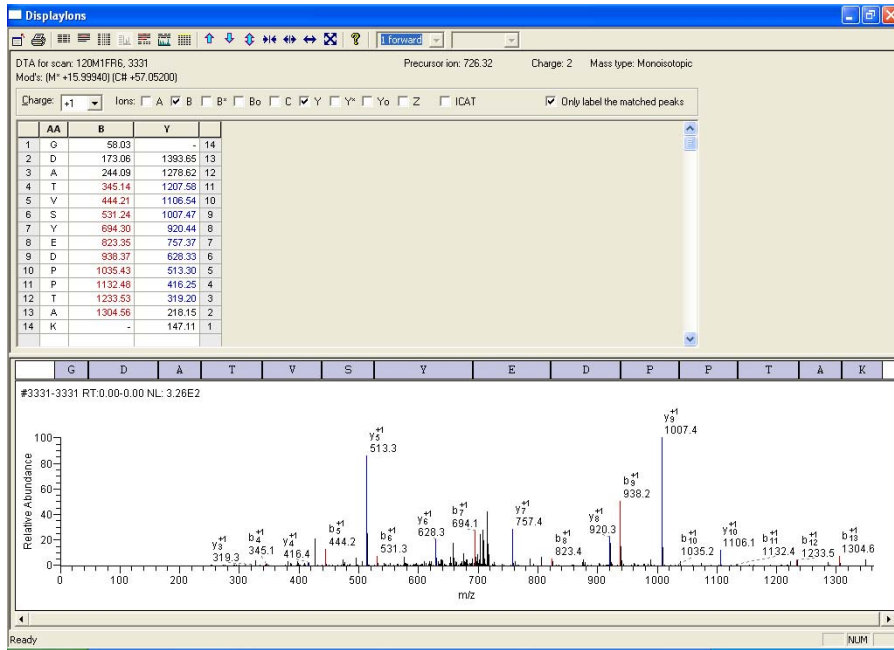 DisplayIons
1 forward
DTA for scan: 120M1FR6, 3331 Precursor ion: 726.32 Charge: 2 Mass type: Monoisotopic
Mod's: (M* +15.99940) (C# +57.05200)
Charge: +1 Ions: A B B* Bo C Y Y* Yo Z ICAT Only label the matched peaks
AA B Y
1 G 58.03 - 14
2 D 173.06 1393.65 13
3 A 244.09 1278.62 12
4 T 345.14 1207.58 11
5 V 444.21 1106.54 10
6 S 531.24 1007.47 9
7 Y 694.30 920.44 8
8 E 823.35 757.37 7
9 D 938.37 628.33 6
10 P 1035.43 513.30 5
11 P 1132.48 416.25 4
12 T 1233.53 319.20 3
13 A 1304.56 218.15 2
14 K - 147.11 1
G D A T V S Y E D P P T A K
#3331-3331 RT:0.00-0.00 NL: 3.26E2
Relative Abundance
100
80
60
40
20
0
y3+1
319.3
b4+1
345.1
y4+1
416.4
b5+1
444.2
y5+1
513.3
b6+1
531.3
y6+1
628.3
b7+1
694.1
y7+1
757.4
b8+1
823.4
y8+1
920.3
b9+1
938.2
y9+1
1007.4
b10+1
1035.2
y10+1
1106.1
b11+1
1132.4
b12+1
1233.5
b13+1
1304.6
0 100 200 300 400 500 600 700 800 900 1000 1100 1200 1300
m/z
Ready NUM